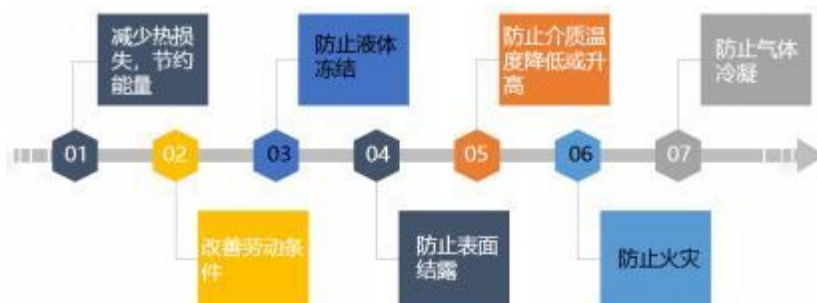 减少热损
失，节约
能量
防止液体
冻结
防止介质温
度降低或升
高
防止气体
冷凝
01
02
03
04
05
06
07
改善劳动条
件
防止表面
结露
防止火灾